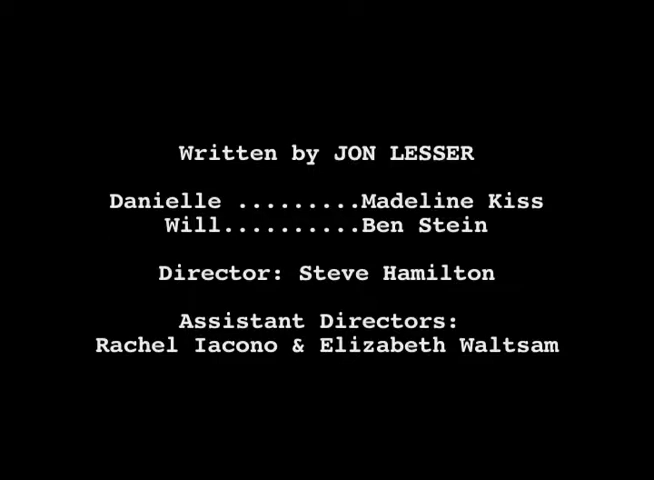 Written by JON LESSER
Danielle .........Madeline Kiss
Will..........Ben Stein
Director: Steve Hamilton
Assistant Directors:
Rachel Iacono & Elizabeth Waltsam